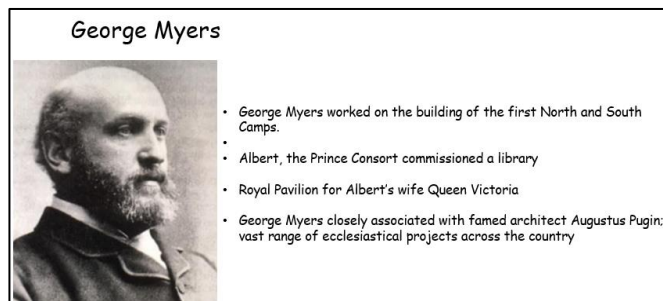 George Myers
• George Myers worked on the building of the first North and South
Camps.
•
• Albert, the Prince Consort commissioned a library
• Royal Pavilion for Albert's wife Queen Victoria
• George Myers closely associated with famed architect Augustus Pugin;
vast range of ecclesiastical projects across the country